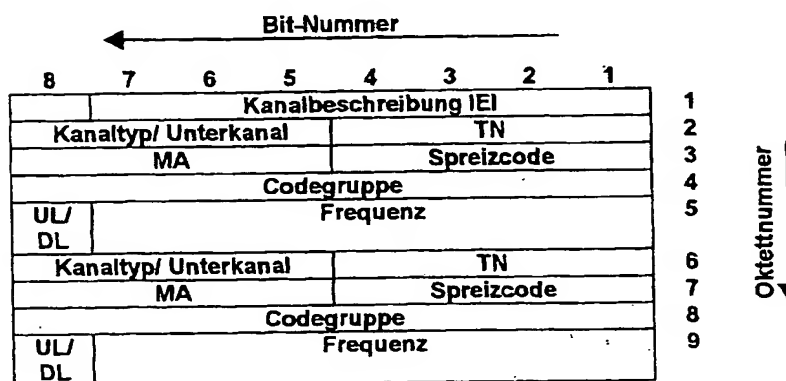 Bit-Nummer
8 7 6 5 4 3 2 1
Kanalbeschreibung IEI 1
Kanaltyp/ Unterkanal TN 2
MA Spreizcode 3
Codegruppe 4
UL/ Frequenz 5
DL
Kanaltyp/ Unterkanal TN 6
MA Spreizcode 7
Codegruppe 8
UL/ Frequenz 9
DL
Oktettnummer